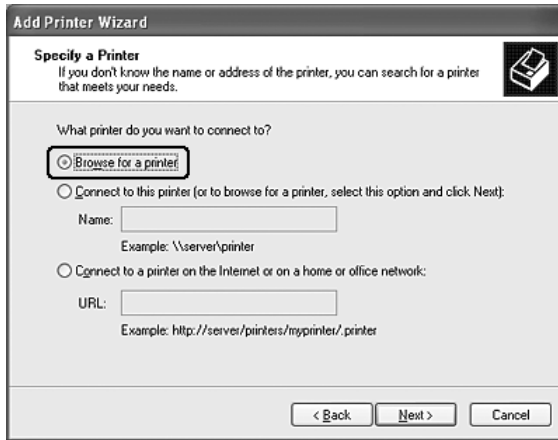 Add Printer Wizard
Specify a Printer
If you don't know the name or address of the printer, you can search for a printer
that meets your needs.
What printer do you want to connect to?
Browse for a printer
Connect to this printer (or to browse for a printer, select this option and click Next):
Name:
Example: \\server\printer
Connect to a printer on the Internet or on a home or office network:
URL:
Example: http://server/printers/myprinter/.printer
< Back
Next >
Cancel